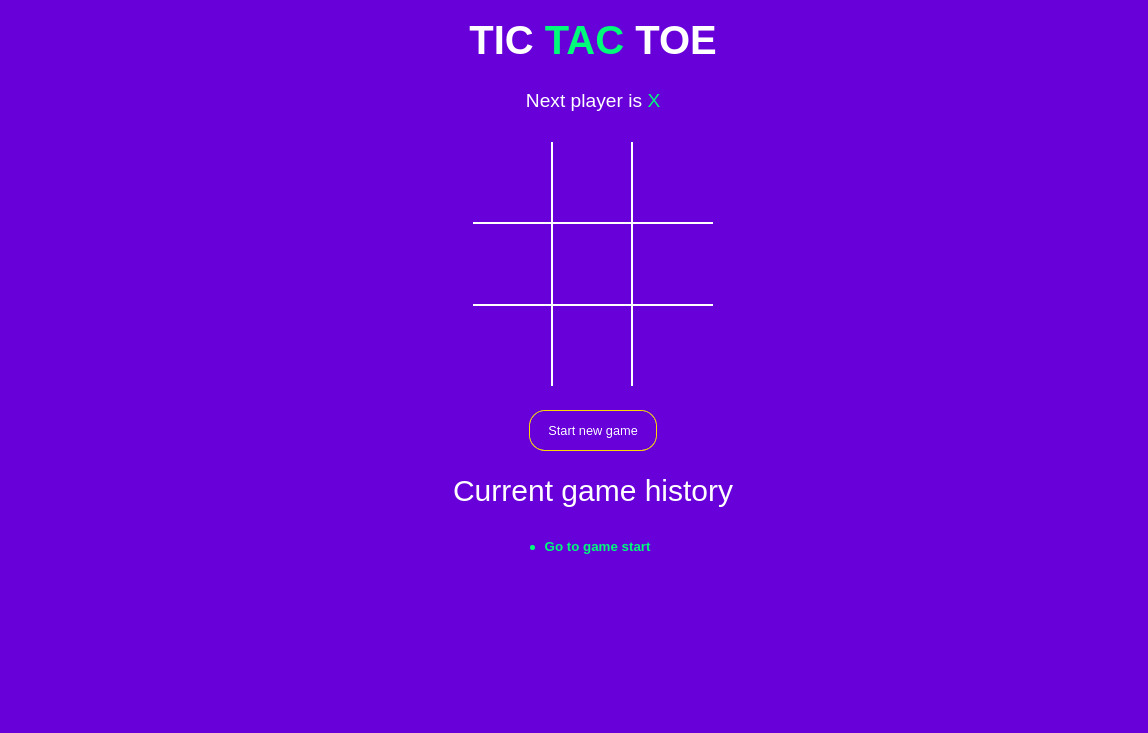 TIC TAC TOE
Next player is X
Start new game
Current game history
Go to game start